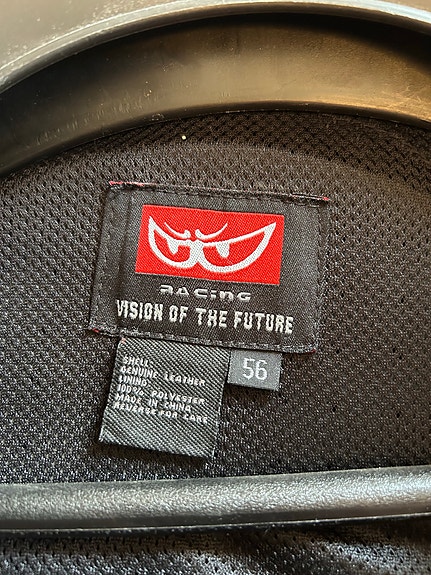 RACING
VISION OF THE FUTURE
56
SHELL:
GENUINE LEATHER
LINING:
100% POLYESTER
MADE IN CHINA
REVERSE FOR CARE